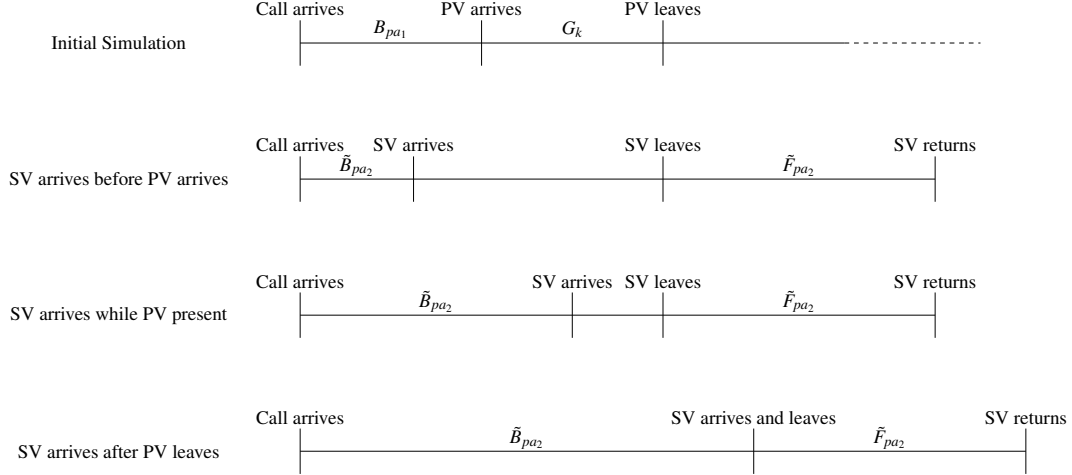 Call arrives PV arrives PV leaves
Initial Simulation B_{pa_1} G_k
Call arrives SV arrives SV leaves SV returns
SV arrives before PV arrives B̃_{pa_2} F̃_{pa_2}
Call arrives SV arrives SV leaves SV returns
SV arrives while PV present B̃_{pa_2} F̃_{pa_2}
Call arrives SV arrives and leaves SV returns
SV arrives after PV leaves B̃_{pa_2} F̃_{pa_2}